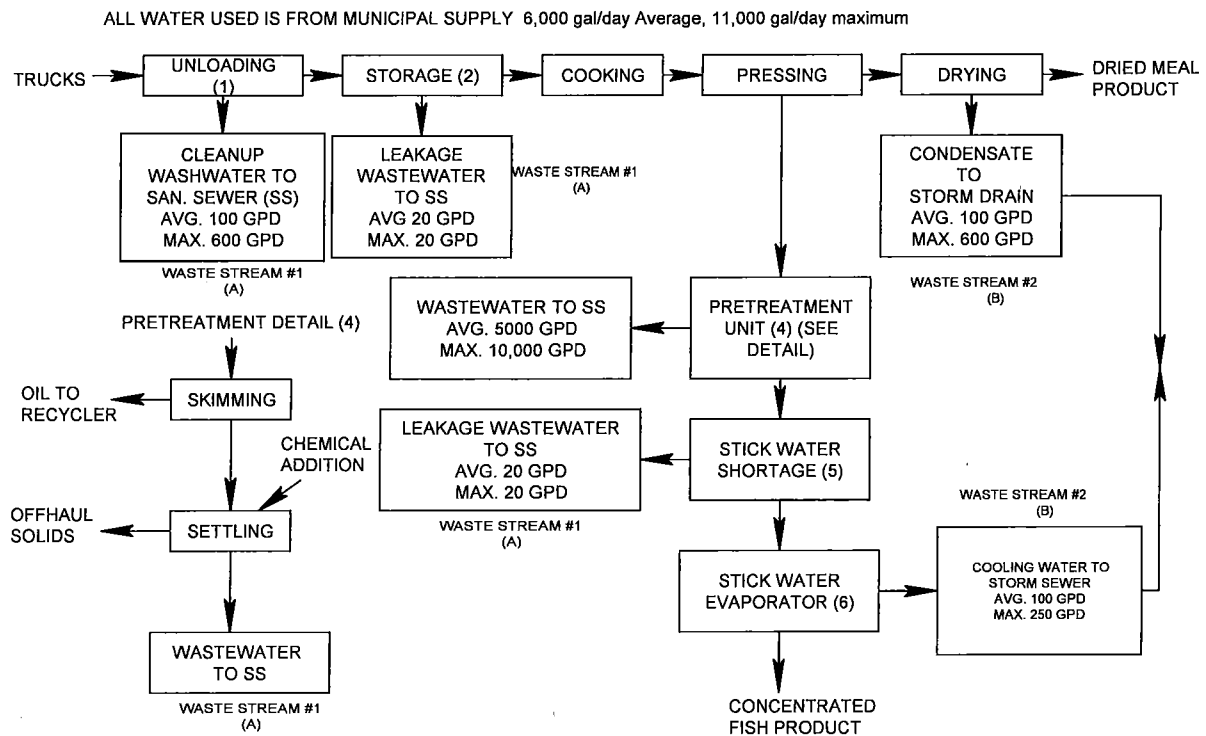 ALL WATER USED IS FROM MUNICIPAL SUPPLY 6,000 gal/day Average, 11,000 gal/day maximum
TRUCKS
UNLOADING
(1)
STORAGE (2)
COOKING
PRESSING
DRYING
DRIED MEAL
PRODUCT
CLEANUP
WASHWATER TO
SAN. SEWER (SS)
AVG. 100 GPD
MAX. 600 GPD
WASTE STREAM #1
(A)
LEAKAGE
WASTEWATER
TO SS
AVG 20 GPD
MAX. 20 GPD
WASTE STREAM #1
(A)
CONDENSATE
TO
STORM DRAIN
AVG. 100 GPD
MAX. 600 GPD
WASTE STREAM #2
(B)
WASTEWATER TO SS
AVG. 5000 GPD
MAX. 10,000 GPD
PRETREATMENT
UNIT (4) (SEE
DETAIL)
PRETREATMENT DETAIL (4)
OIL TO
RECYCLER
SKIMMING
CHEMICAL
ADDITION
OFFHAUL
SOLIDS
SETTLING
WASTEWATER
TO SS
WASTE STREAM #1
(A)
LEAKAGE WASTEWATER
TO SS
AVG. 20 GPD
MAX. 20 GPD
WASTE STREAM #1
(A)
STICK WATER
SHORTAGE (5)
STICK WATER
EVAPORATOR (6)
WASTE STREAM #2
(B)
COOLING WATER TO
STORM SEWER
AVG. 100 GPD
MAX. 250 GPD
CONCENTRATED
FISH PRODUCT